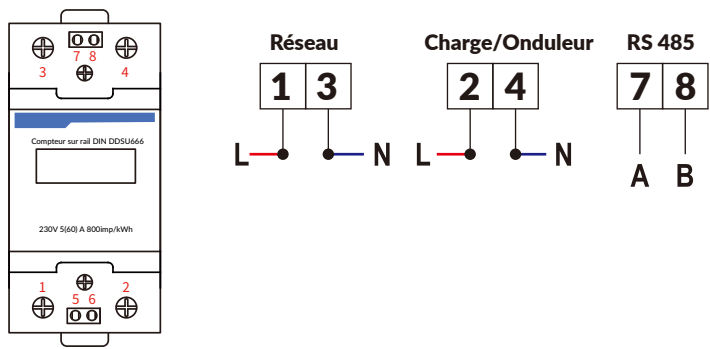 7 8
3 4
Compteur sur rail DIN DDSU666
230V 5(60) A 800imp/kWh
1 2
5 6
Réseau
1 3
L N
Charge/Onduleur
2 4
L N
RS 485
7 8
A B